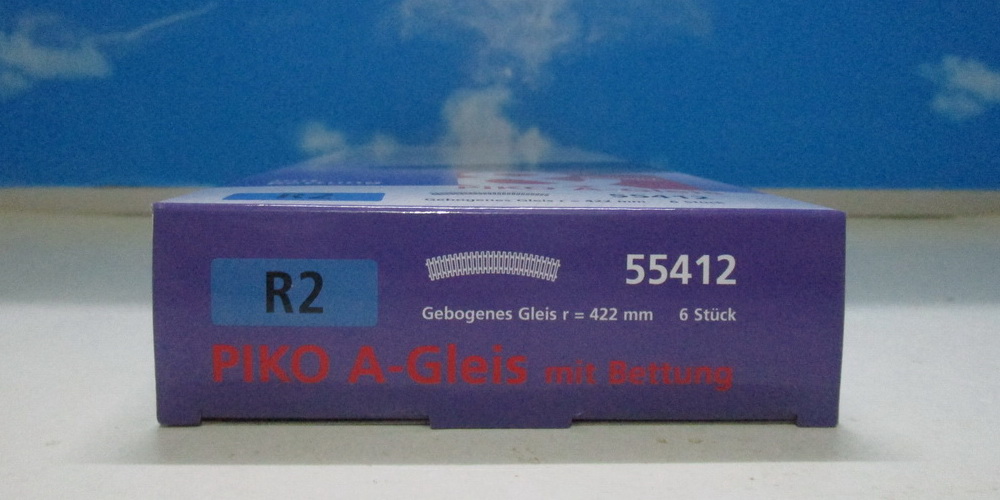 R2
55412
Gebogenes Gleis r = 422 mm 6 Stück
PIKO A-Gleis mit Bettung